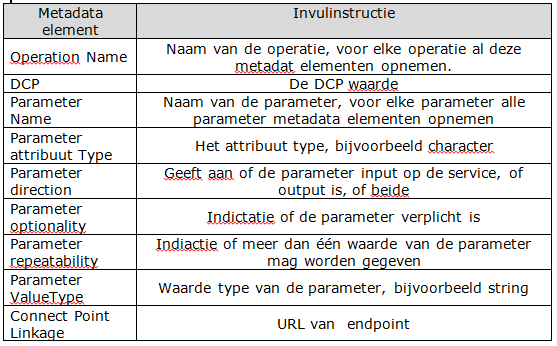 Metadata element
Invulinstructie
Operation Name
Naam van de operatie, voor elke operatie al deze
metadat elementen opnemen.
DCP
De DCP waarde
Parameter
Name
Naam van de parameter, voor elke parameter alle
parameter metadata elementen opnemen
Parameter
attribuut Type
Het attribuut type, bijvoorbeeld character
Parameter
direction
Geeft aan of de parameter input op de service, of
output is, of beide
Parameter
optionality
Indictatie of de parameter verplicht is
Parameter
repeatability
Indiactie of meer dan één waarde van de parameter
mag worden gegeven
Parameter
ValueType
Waarde type van de parameter, bijvoorbeeld string
Connect Point
Linkage
URL van  endpoint